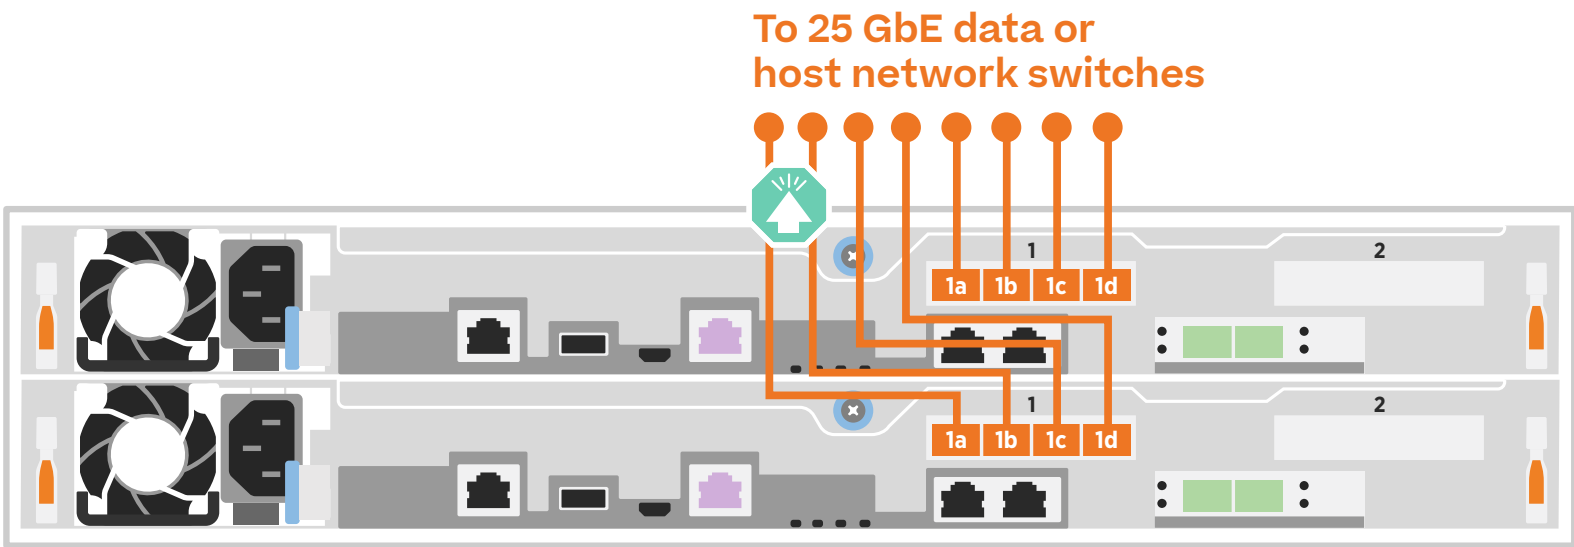 To 25 GbE data or
host network switches
1
2
1a 1b 1c 1d
1
2
1a 1b 1c 1d